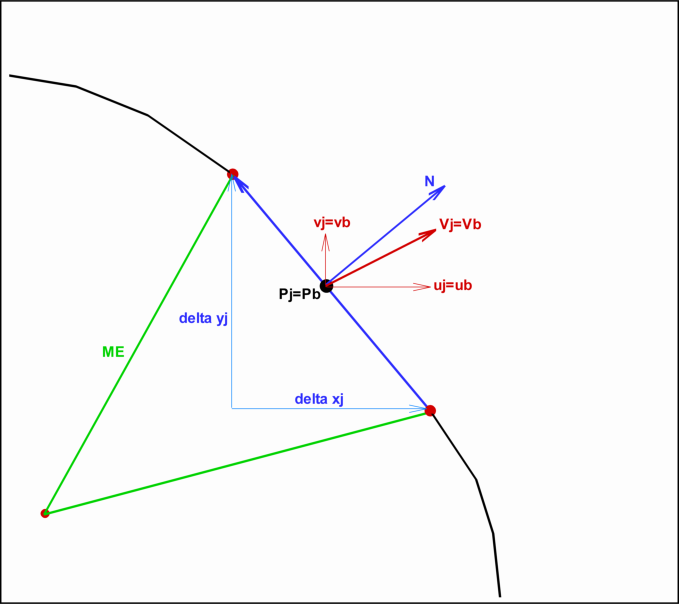 N
vj=vb
Vj=Vb
uj=ub
Pj=Pb
delta yj
ME
delta xj